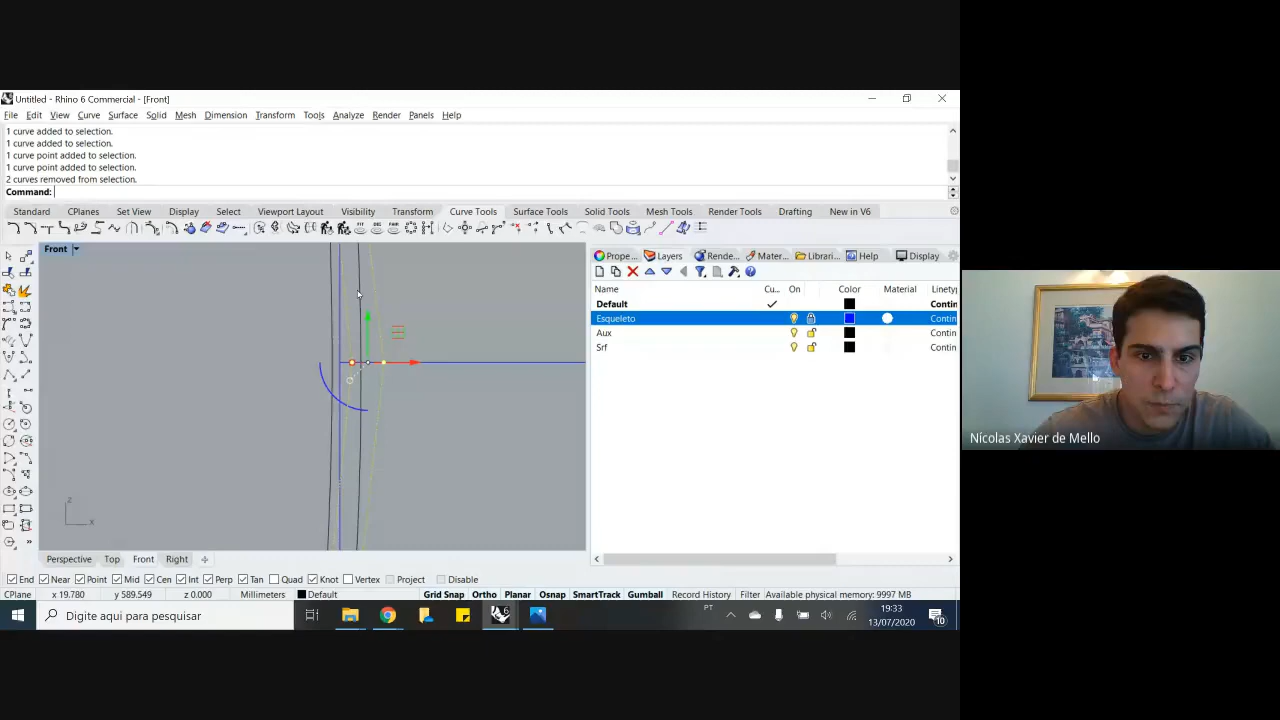 Untitled - Rhino 6 Commercial - [Front]
File Edit View Curve Surface Solid Mesh Dimension Transform Tools Analyze Render Panels Help
1 curve added to selection.
1 curve added to selection.
1 curve point added to selection.
1 curve point added to selection.
2 curves removed from selection.
Command:
Standard CPlanes Set View Display Select Viewport Layout Visibility Transform Curve Tools Surface Tools Solid Tools Mesh Tools Render Tools Drafting New in V6
Front
Prope... Layers Rende... Mater... Librari... Help Display
Name Cu... On Color Material Linety
Default Contin
Esqueleto Contin
Aux Contin
Srf Contin
z
x
Nícolas Xavier de Mello
Perspective Top Front Right
End Near Point Mid Cen Int Perp Tan Quad Knot Vertex Project Disable
CPlane x 19.780 y 589.549 z 0.000 Millimeters Default Grid Snap Ortho Planar Osnap SmartTrack Gumball Record History Filter Available physical memory: 9997 MB
Digite aqui para pesquisar
6
PT
19:33
13/07/2020
10